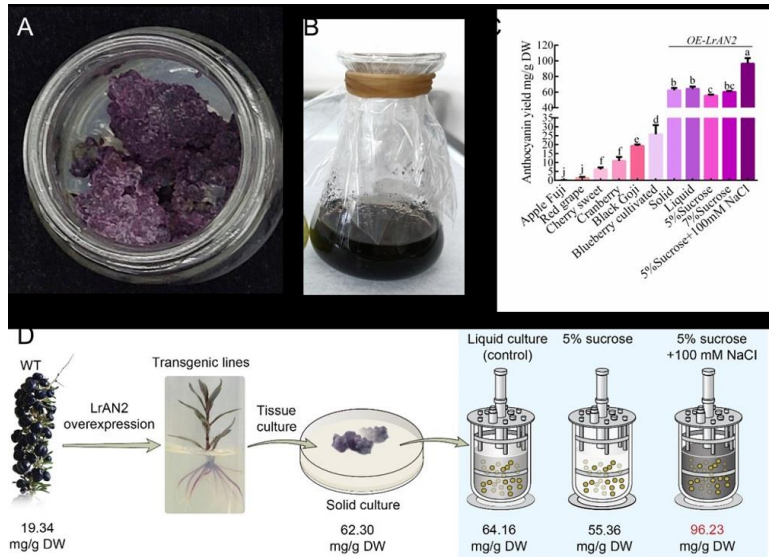 A
B
C
OE-LrAN2
Anthocyanin yield mg/g DW
120
100
80
60
40
35
30
25
20
15
10
5
0
j
j
f
f
e
d
b
b
c
bc
a
Apple Fuji
Red grape
Cherry sweet
Cranberry
Black Goji
Blueberry cultivated
Solid
Liquid
5%Sucrose
7%Sucrose
5%Sucrose+100mM NaCl
D
WT
LrAN2
overexpression
Transgenic lines
Tissue
culture
Solid culture
Liquid culture
(control)
5% sucrose
5% sucrose
+100 mM NaCl
19.34
mg/g DW
62.30
mg/g DW
64.16
mg/g DW
55.36
mg/g DW
96.23
mg/g DW